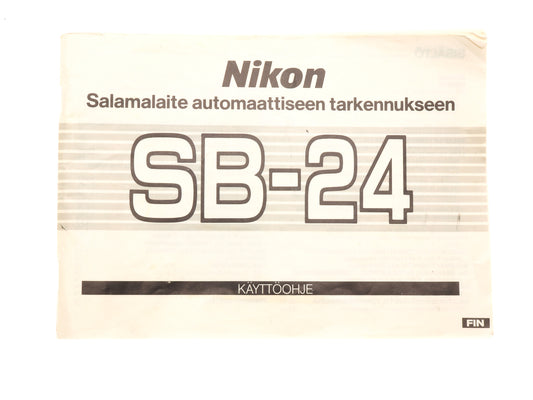 Nikon
Salamalaite automaattiseen tarkennukseen
SB-24
KÄYTTÖOHJE
FIN